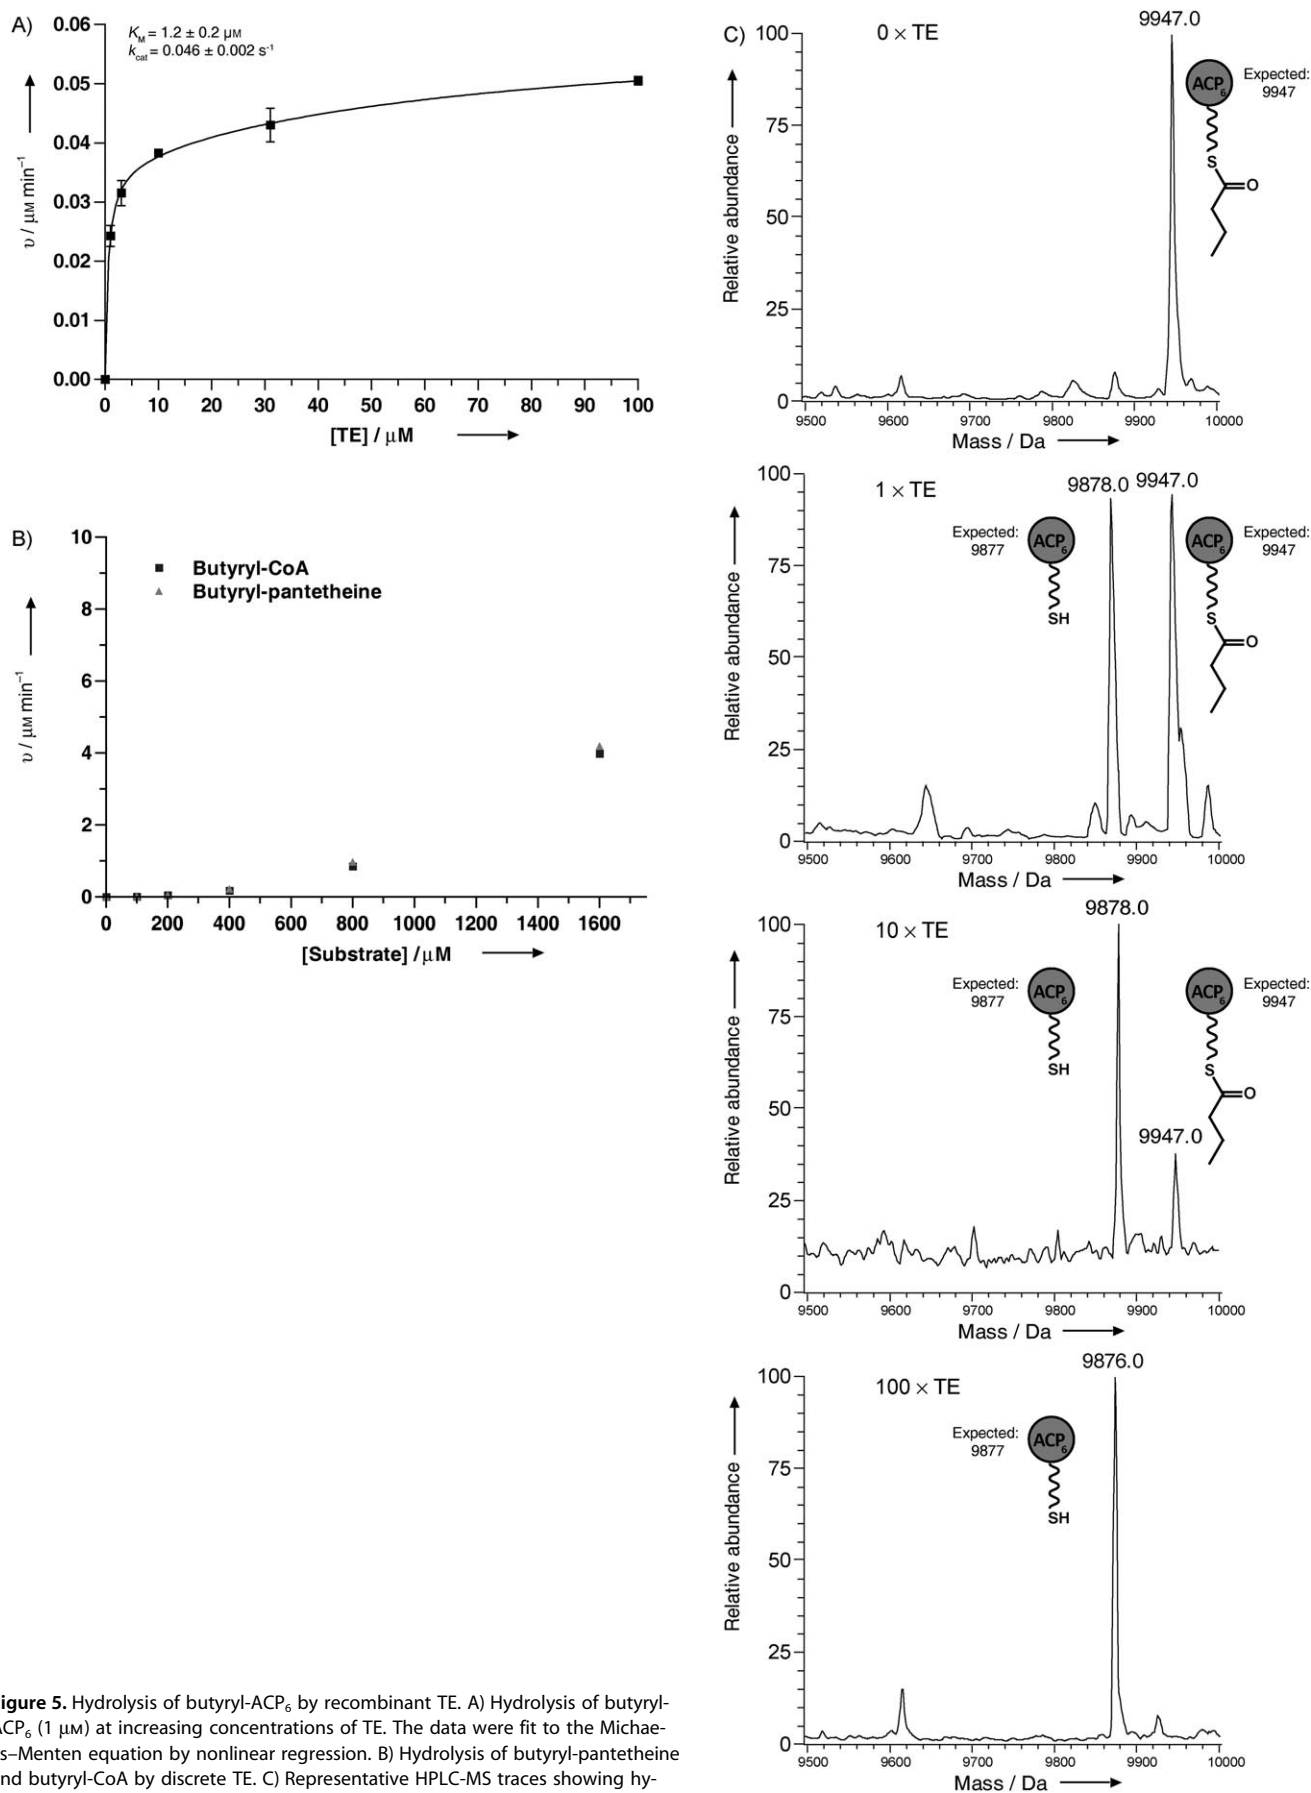 A)
K_M = 1.2 ± 0.2 µM
k_cat = 0.046 ± 0.002 s⁻¹
0.06
0.05
0.04
0.03
0.02
0.01
0.00
υ / µM min⁻¹
0 10 20 30 40 50 60 70 80 90 100
[TE] / µM
B)
Butyryl-CoA
Butyryl-pantetheine
10
8
6
4
2
0
υ / µM min⁻¹
0 200 400 600 800 1000 1200 1400 1600
[Substrate] /µM
C)
0 × TE
9947.0
ACP₆
Expected:
9947
S
O
100
75
50
25
0
Relative abundance
9500 9600 9700 9800 9900 10000
Mass / Da
1 × TE
9878.0 9947.0
Expected:
9877
ACP₆
SH
ACP₆
Expected:
9947
S
O
100
75
50
25
0
Relative abundance
9500 9600 9700 9800 9900 10000
Mass / Da
9878.0
10 × TE
Expected:
9877
ACP₆
SH
ACP₆
Expected:
9947
S
O
9947.0
100
75
50
25
0
Relative abundance
9500 9600 9700 9800 9900 10000
Mass / Da
9876.0
100 × TE
Expected:
9877
ACP₆
SH
100
75
50
25
0
Relative abundance
9500 9600 9700 9800 9900 10000
Mass / Da
igure 5. Hydrolysis of butyryl-ACP₆ by recombinant TE. A) Hydrolysis of butyryl-
ACP₆ (1 µM) at increasing concentrations of TE. The data were fit to the Michae-
s–Menten equation by nonlinear regression. B) Hydrolysis of butyryl-pantetheine
nd butyryl-CoA by discrete TE. C) Representative HPLC-MS traces showing hy-